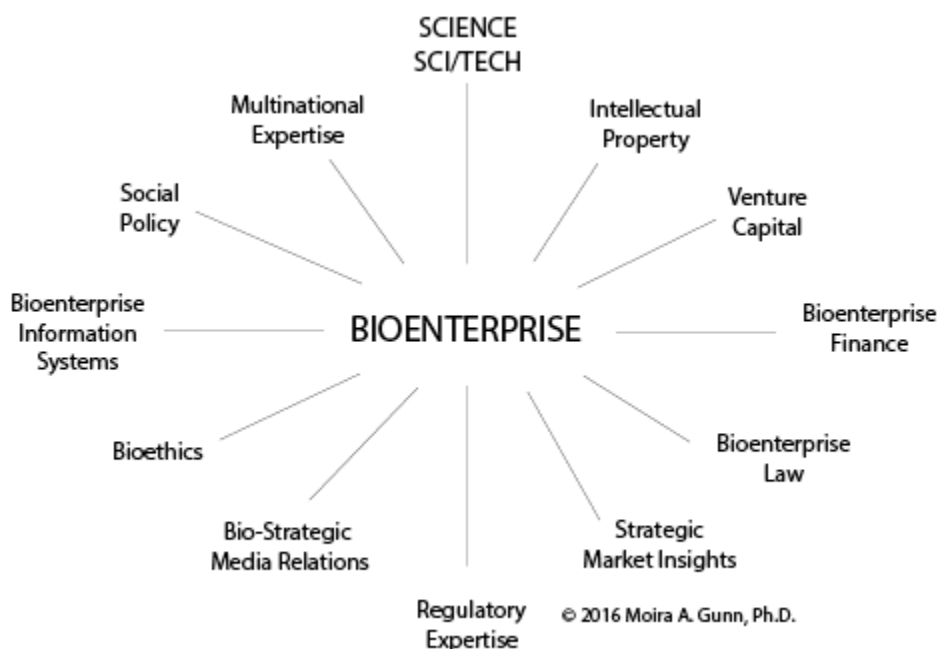 SCIENCE
SCI/TECH
Multinational
Expertise
Intellectual
Property
Social
Policy
Venture
Capital
Bioenterprise
Information
Systems
BIOENTERPRISE
Bioenterprise
Finance
Bioethics
Bioenterprise
Law
Bio-Strategic
Media Relations
Strategic
Market Insights
Regulatory
Expertise
© 2016 Moira A. Gunn, Ph.D.